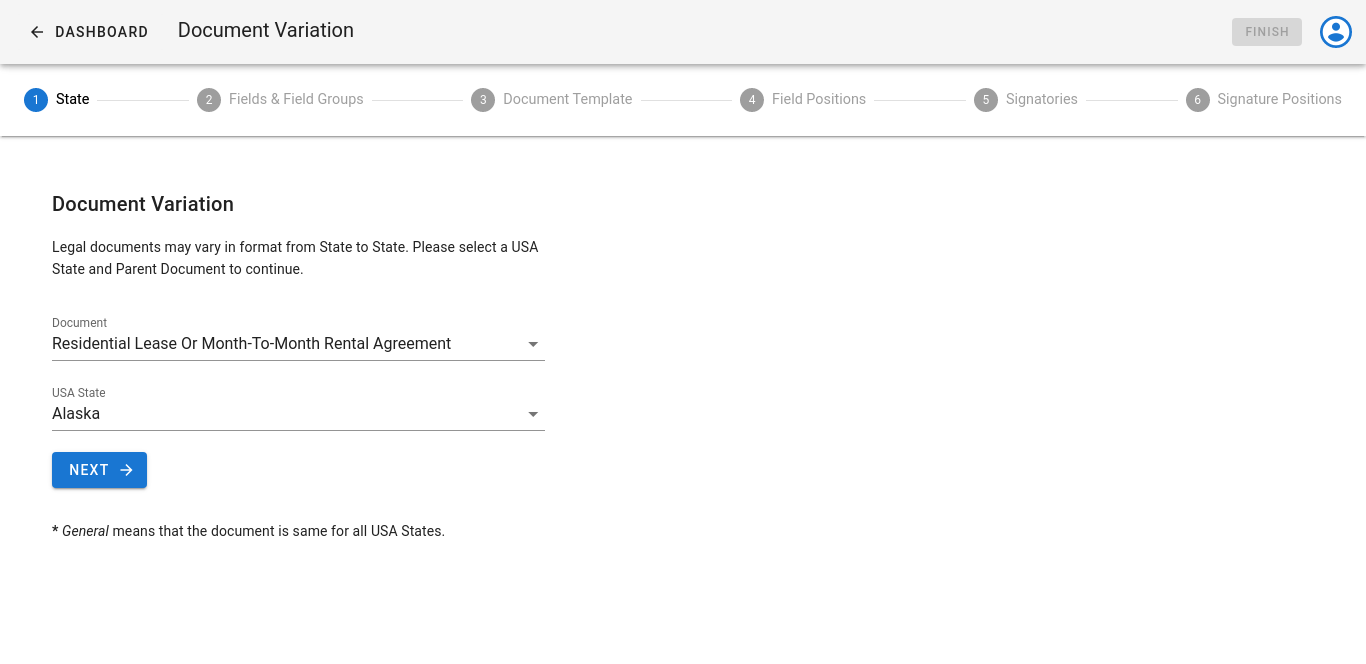 DASHBOARD Document Variation FINISH
1 State 2 Fields & Field Groups 3 Document Template 4 Field Positions 5 Signatories 6 Signature Positions
Document Variation
Legal documents may vary in format from State to State. Please select a USA
State and Parent Document to continue.
Document
Residential Lease Or Month-To-Month Rental Agreement
USA State
Alaska
NEXT
* General means that the document is same for all USA States.